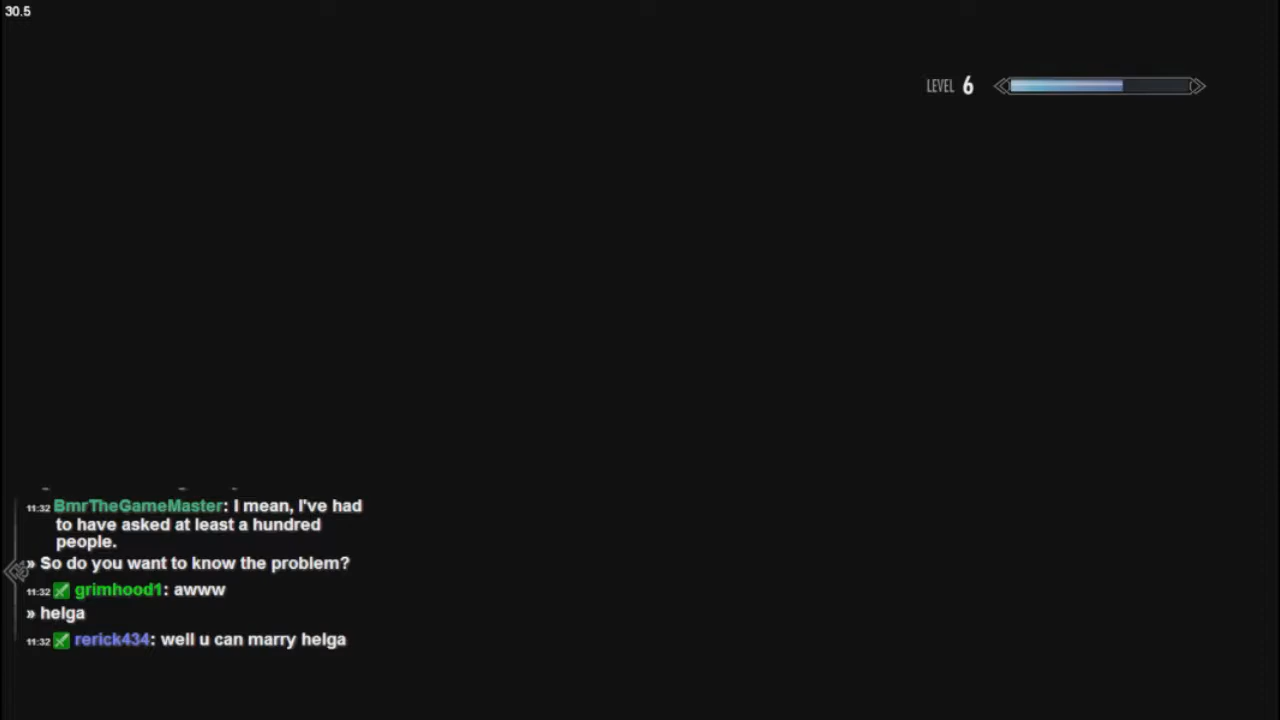 30.5
LEVEL 6
11:32 BmrTheGameMaster: I mean, I've had
to have asked at least a hundred
people.
» So do you want to know the problem?
11:32 grimhood1: awww
» helga
11:32 rerick434: well u can marry helga